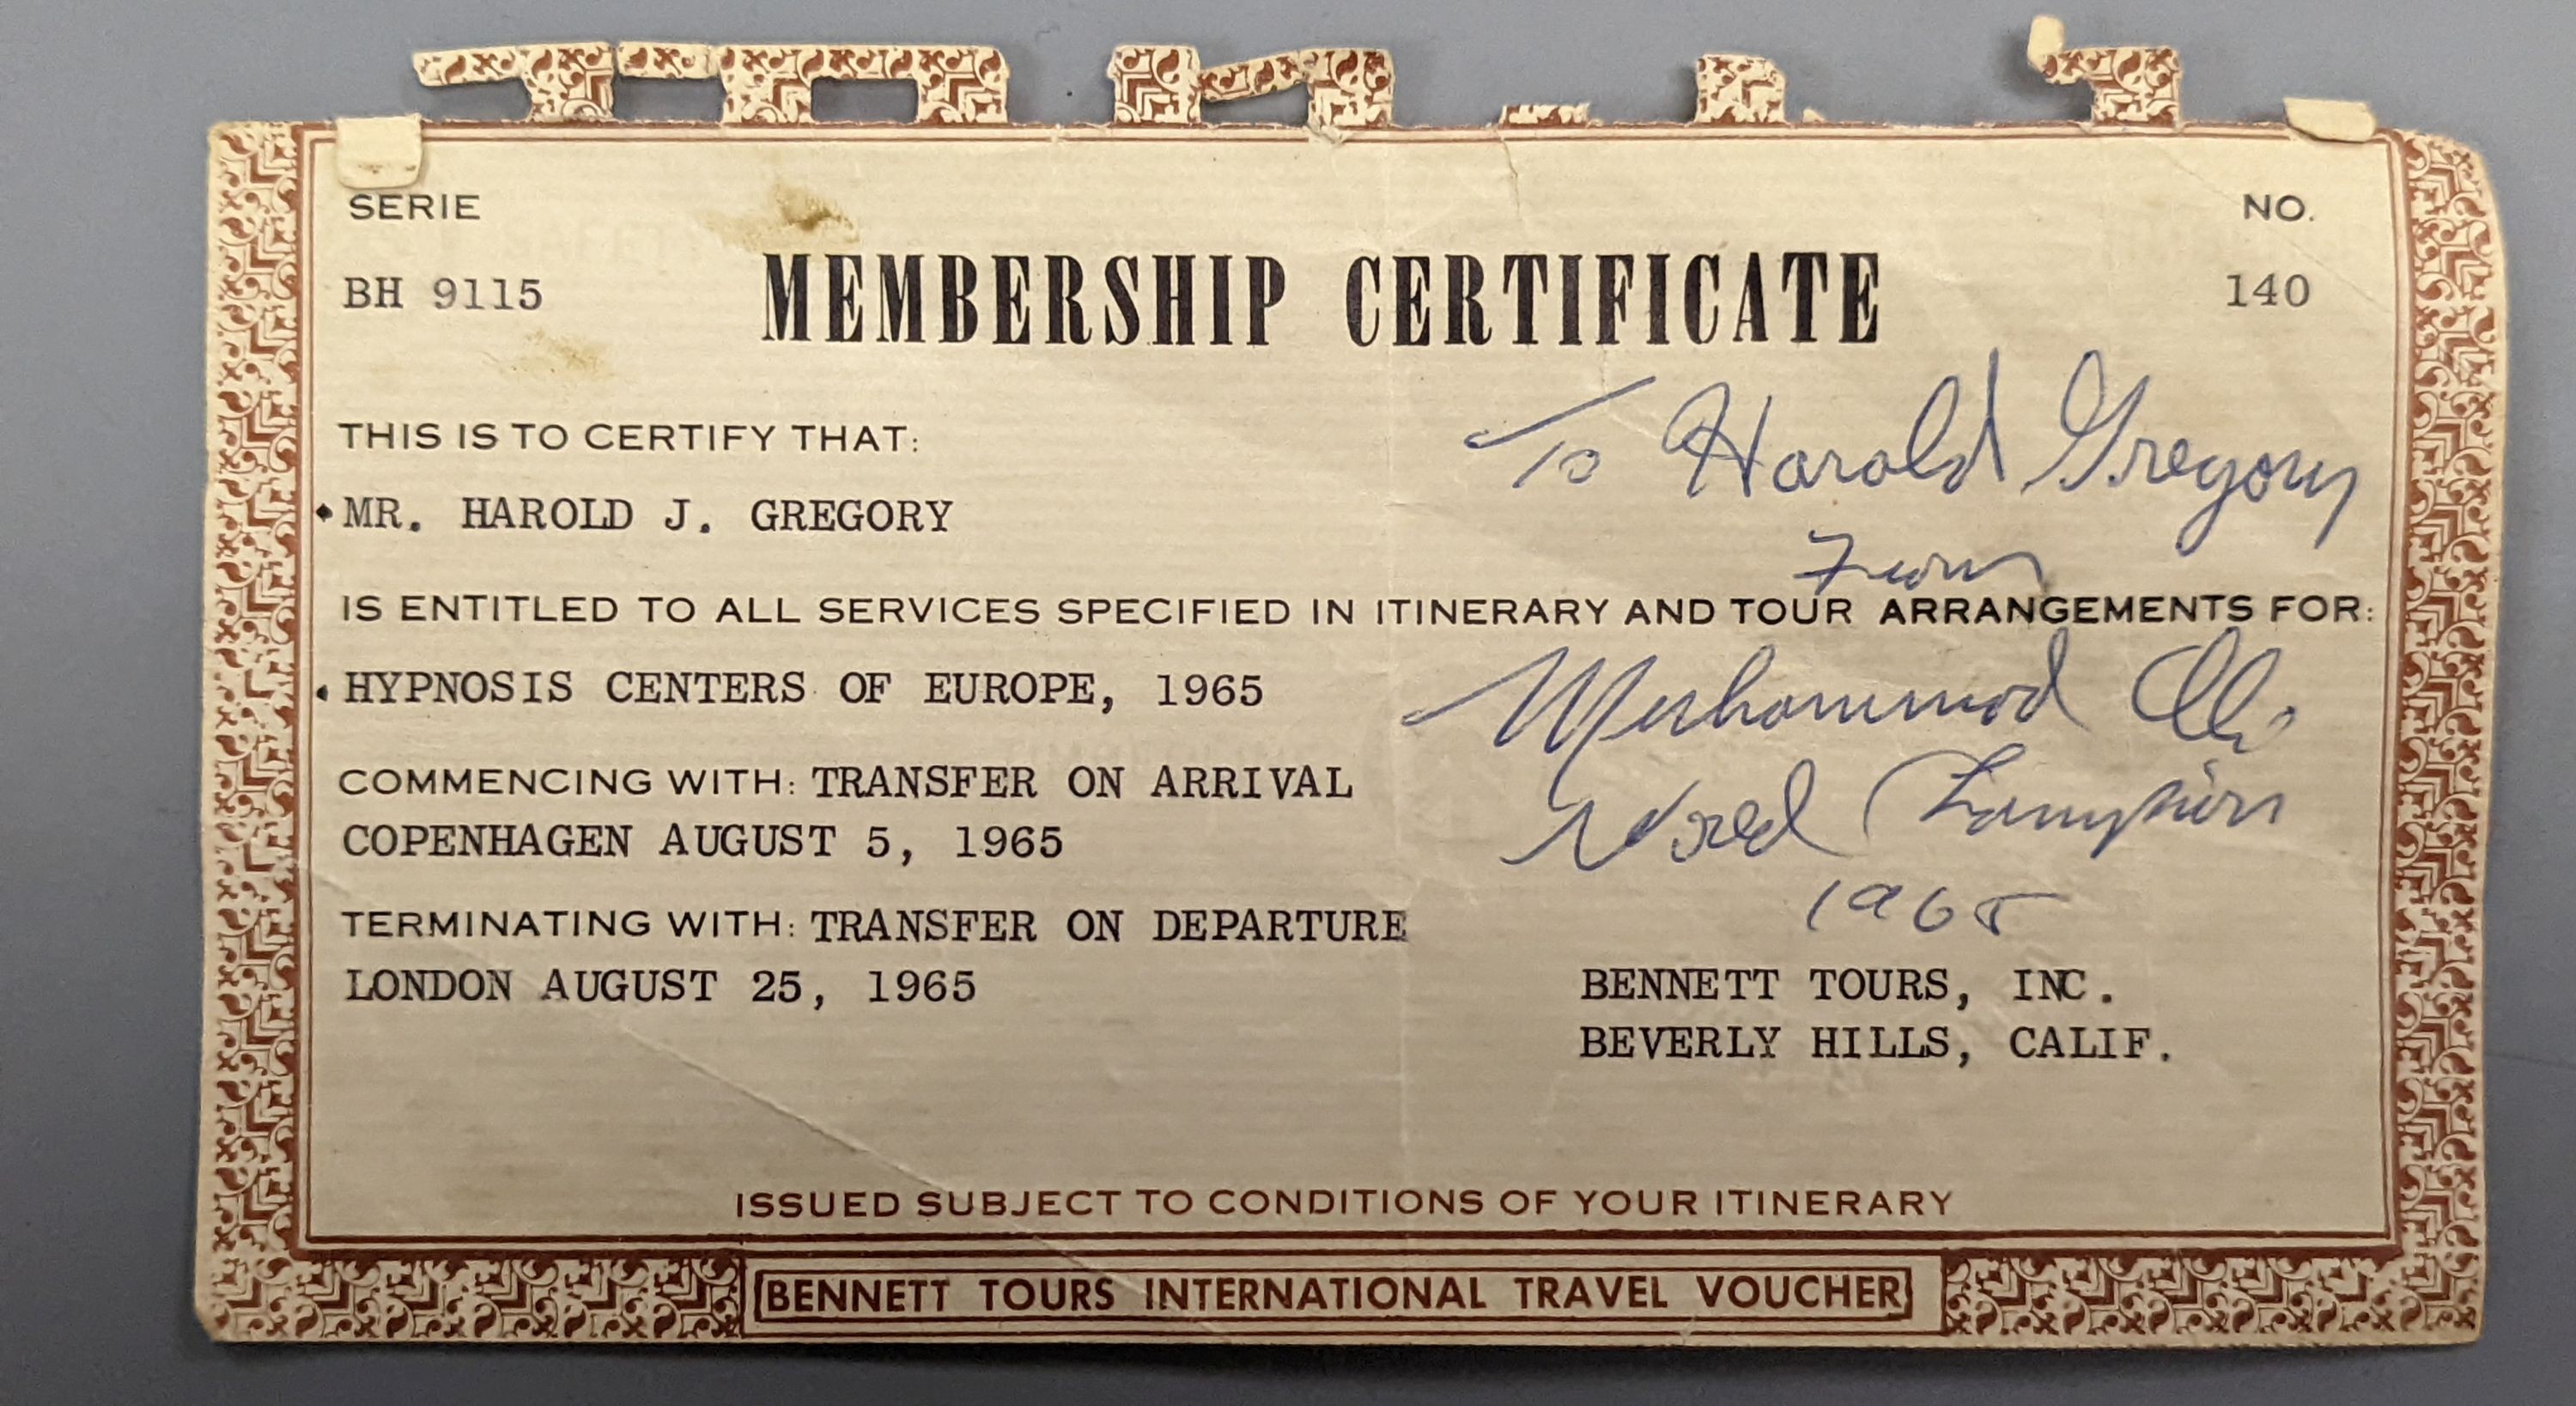 SERIE
NO.
BH 9115
MEMBERSHIP CERTIFICATE
140
THIS IS TO CERTIFY THAT:
To Harold Gregory
MR. HAROLD J. GREGORY
From
IS ENTITLED TO ALL SERVICES SPECIFIED IN ITINERARY AND TOUR ARRANGEMENTS FOR:
HYPNOSIS CENTERS OF EUROPE, 1965
Muhammad Ali
COMMENCING WITH: TRANSFER ON ARRIVAL
Word Champion
COPENHAGEN AUGUST 5, 1965
1965
TERMINATING WITH: TRANSFER ON DEPARTURE
LONDON AUGUST 25, 1965
BENNETT TOURS, INC.
BEVERLY HILLS, CALIF.
ISSUED SUBJECT TO CONDITIONS OF YOUR ITINERARY
BENNETT TOURS INTERNATIONAL TRAVEL VOUCHER